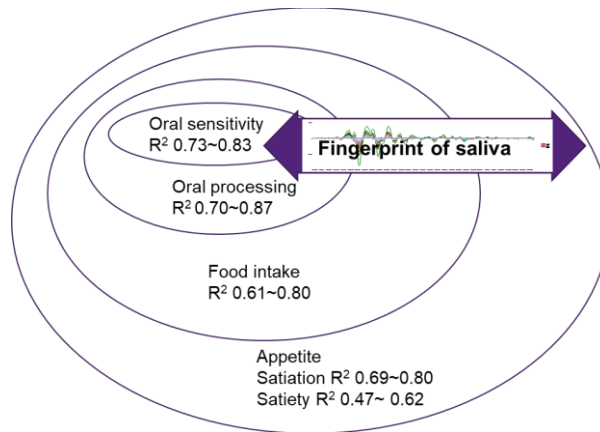 Oral sensitivity
R² 0.73~0.83
Fingerprint of saliva
Oral processing
R² 0.70~0.87
Food intake
R² 0.61~0.80
Appetite
Satiation R² 0.69~0.80
Satiety R² 0.47~ 0.62